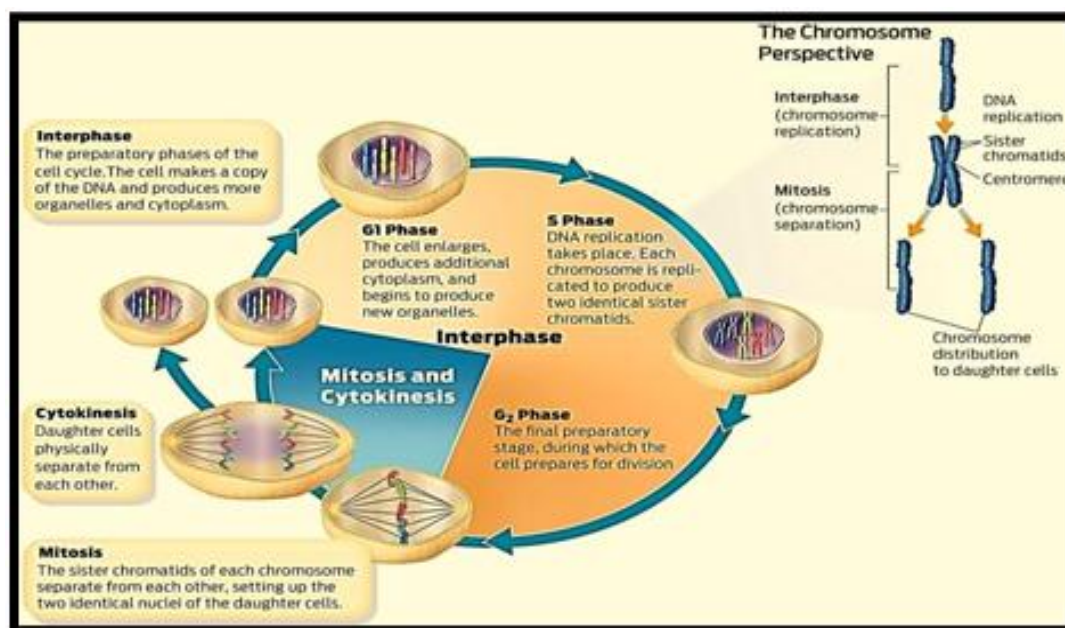 The Chromosome
Perspective
Interphase
(chromosome
replication)
DNA
replication
Sister
chromatids
Centromere
Mitosis
(chromosome
separation)
Chromosome
distribution
to daughter cells
Interphase
The preparatory phases of the
cell cycle. The cell makes a copy
of the DNA and produces more
organelles and cytoplasm.
G1 Phase
The cell enlarges,
produces additional
cytoplasm, and
begins to produce
new organelles.
S Phase
DNA replication
takes place. Each
chromosome is repli-
cated to produce
two identical sister
chromatids.
Interphase
Mitosis and
Cytokinesis
G₂ Phase
The final preparatory
stage, during which the
cell prepares for division
Cytokinesis
Daughter cells
physically
separate from
each other.
Mitosis
The sister chromatids of each chromosome
separate from each other, setting up the
two identical nuclei of the daughter cells.